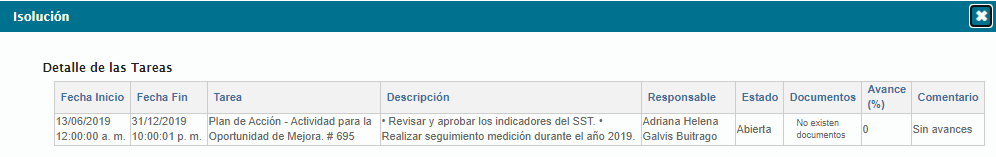 Isolución
Detalle de las Tareas
Fecha Inicio Fecha Fin Tarea Descripción Responsable Estado Documentos Avance (%) Comentario
13/06/2019 12:00:00 a. m. 31/12/2019 10:00:01 p. m. Plan de Acción - Actividad para la Oportunidad de Mejora. # 695 • Revisar y aprobar los indicadores del SST. • Realizar seguimiento medición durante el año 2019. Adriana Helena Galvis Buitrago Abierta No existen documentos 0 Sin avances